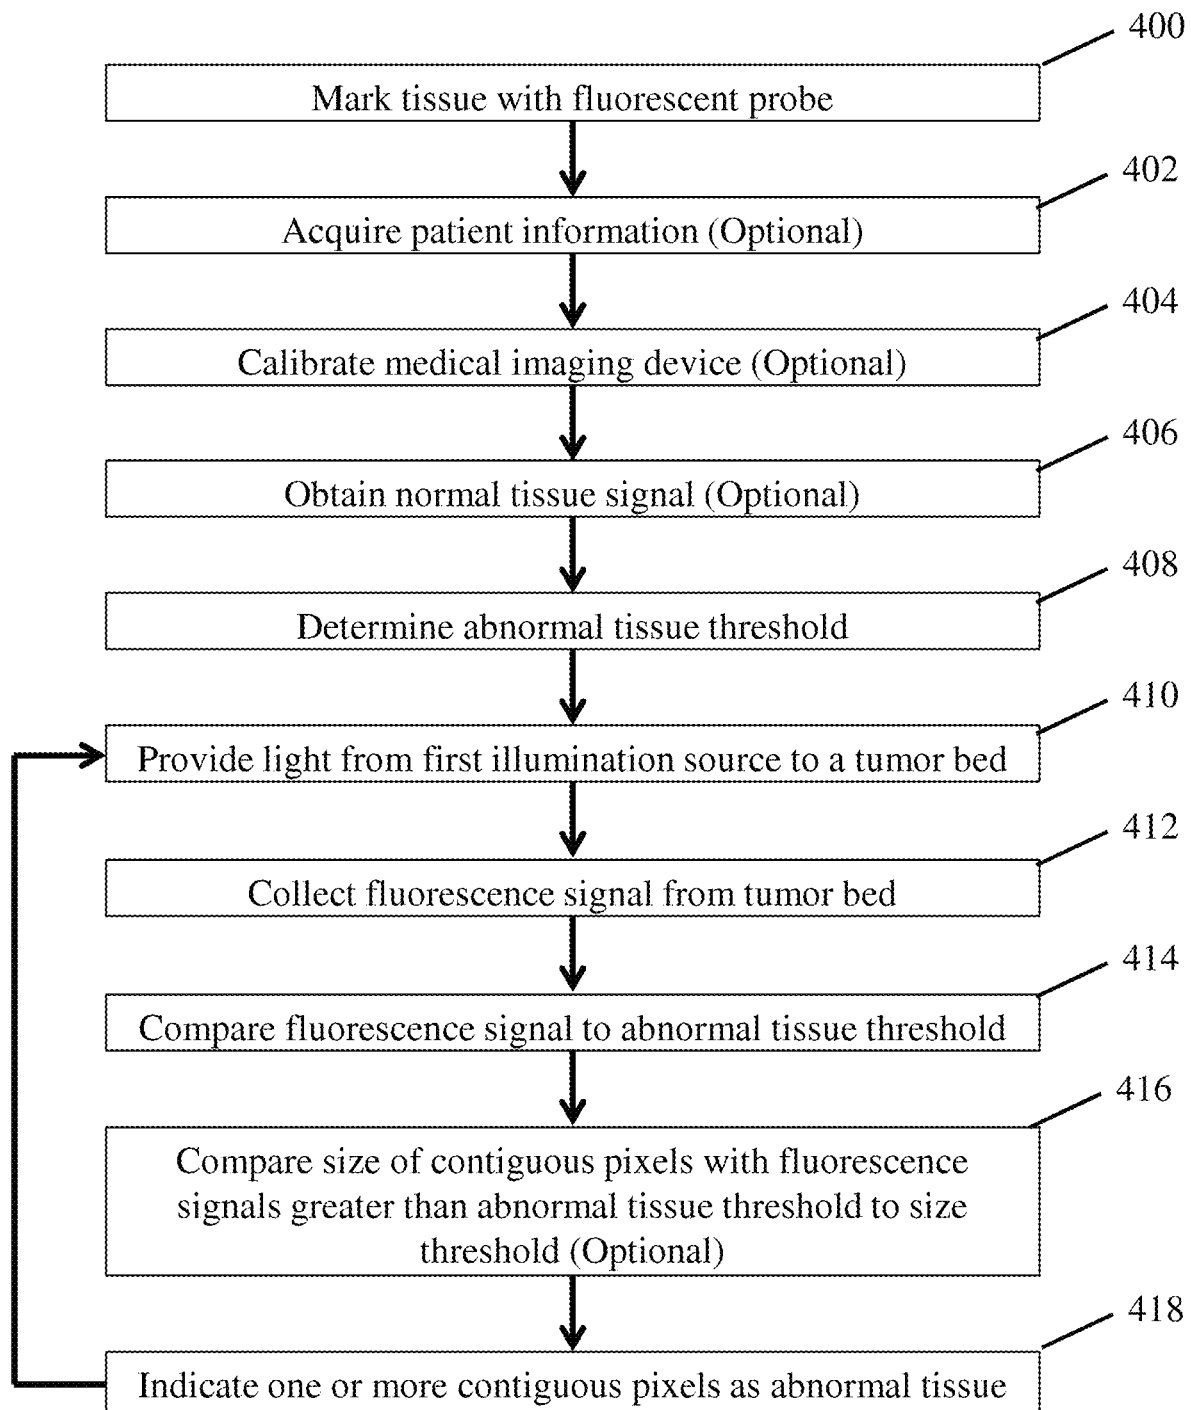 400
Mark tissue with fluorescent probe
402
Acquire patient information (Optional)
404
Calibrate medical imaging device (Optional)
406
Obtain normal tissue signal (Optional)
408
Determine abnormal tissue threshold
410
Provide light from first illumination source to a tumor bed
412
Collect fluorescence signal from tumor bed
414
Compare fluorescence signal to abnormal tissue threshold
416
Compare size of contiguous pixels with fluorescence
signals greater than abnormal tissue threshold to size
threshold (Optional)
418
Indicate one or more contiguous pixels as abnormal tissue